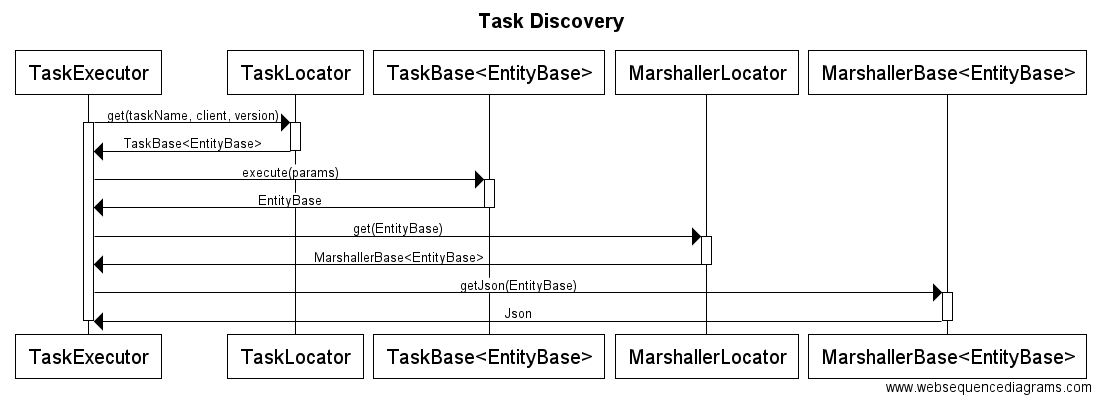 Task Discovery
TaskExecutor
TaskLocator
TaskBase<EntityBase>
MarshallerLocator
MarshallerBase<EntityBase>
get(taskName, client, version)
TaskBase<EntityBase>
execute(params)
EntityBase
get(EntityBase)
MarshallerBase<EntityBase>
getJson(EntityBase)
Json
TaskExecutor
TaskLocator
TaskBase<EntityBase>
MarshallerLocator
MarshallerBase<EntityBase>
www.websequencediagrams.com